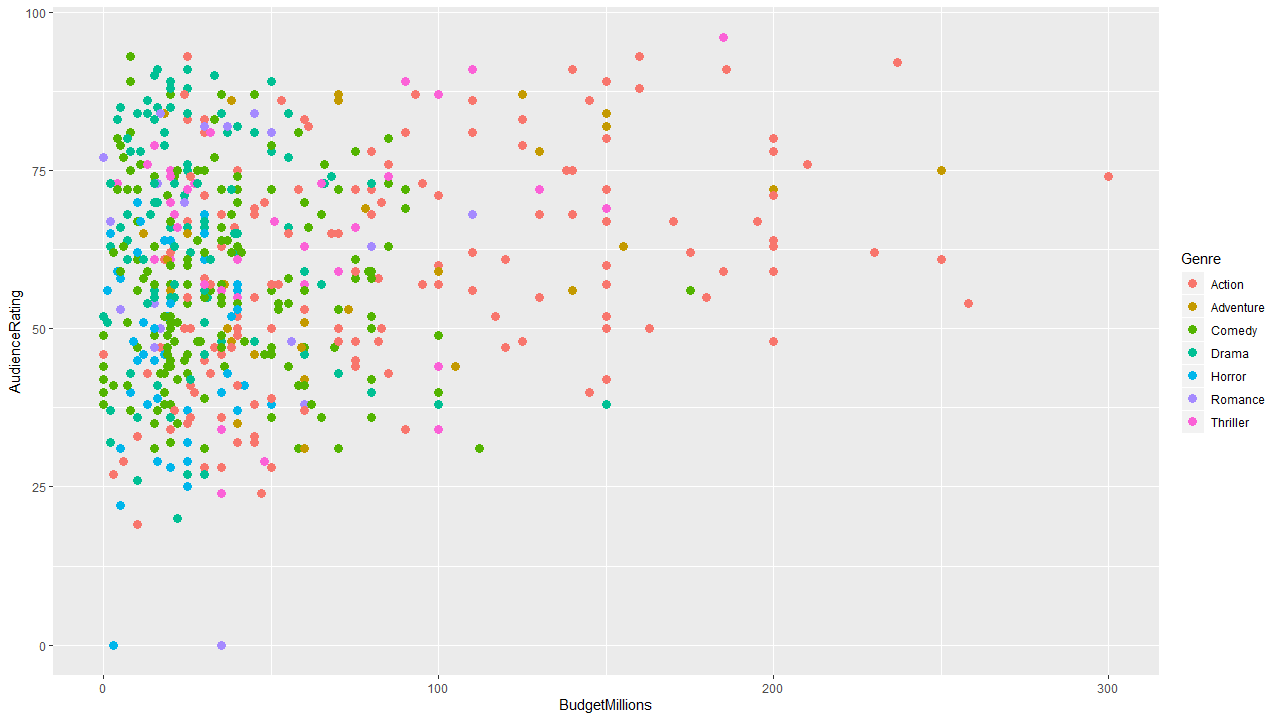 100
75
50
25
0
AudienceRating
0
100
200
300
BudgetMillions
Genre
Action
Adventure
Comedy
Drama
Horror
Romance
Thriller